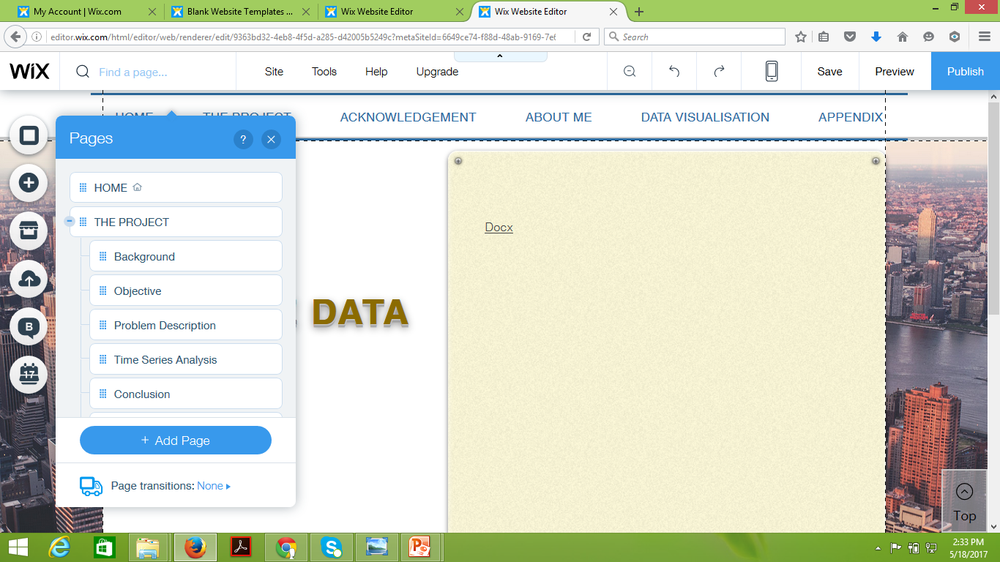 My Account | Wix.com
Blank Website Templates ...
Wix Website Editor
Wix Website Editor
editor.wix.com/html/editor/web/renderer/edit/9363bd32-4eb8-4f5d-a285-d42005b5249c?metaSiteId=6649ce74-f88d-48ab-9169-7e6
Search
WiX
Find a page...
Site
Tools
Help
Upgrade
Save
Preview
Publish
HOME
THE PROJECT
ACKNOWLEDGEMENT
ABOUT ME
DATA VISUALISATION
APPENDIX
Pages
?
HOME
THE PROJECT
Background
Objective
Problem Description
Time Series Analysis
Conclusion
+ Add Page
Page transitions: None
Docx
DATA
B
17
Top
2:33 PM
5/18/2017